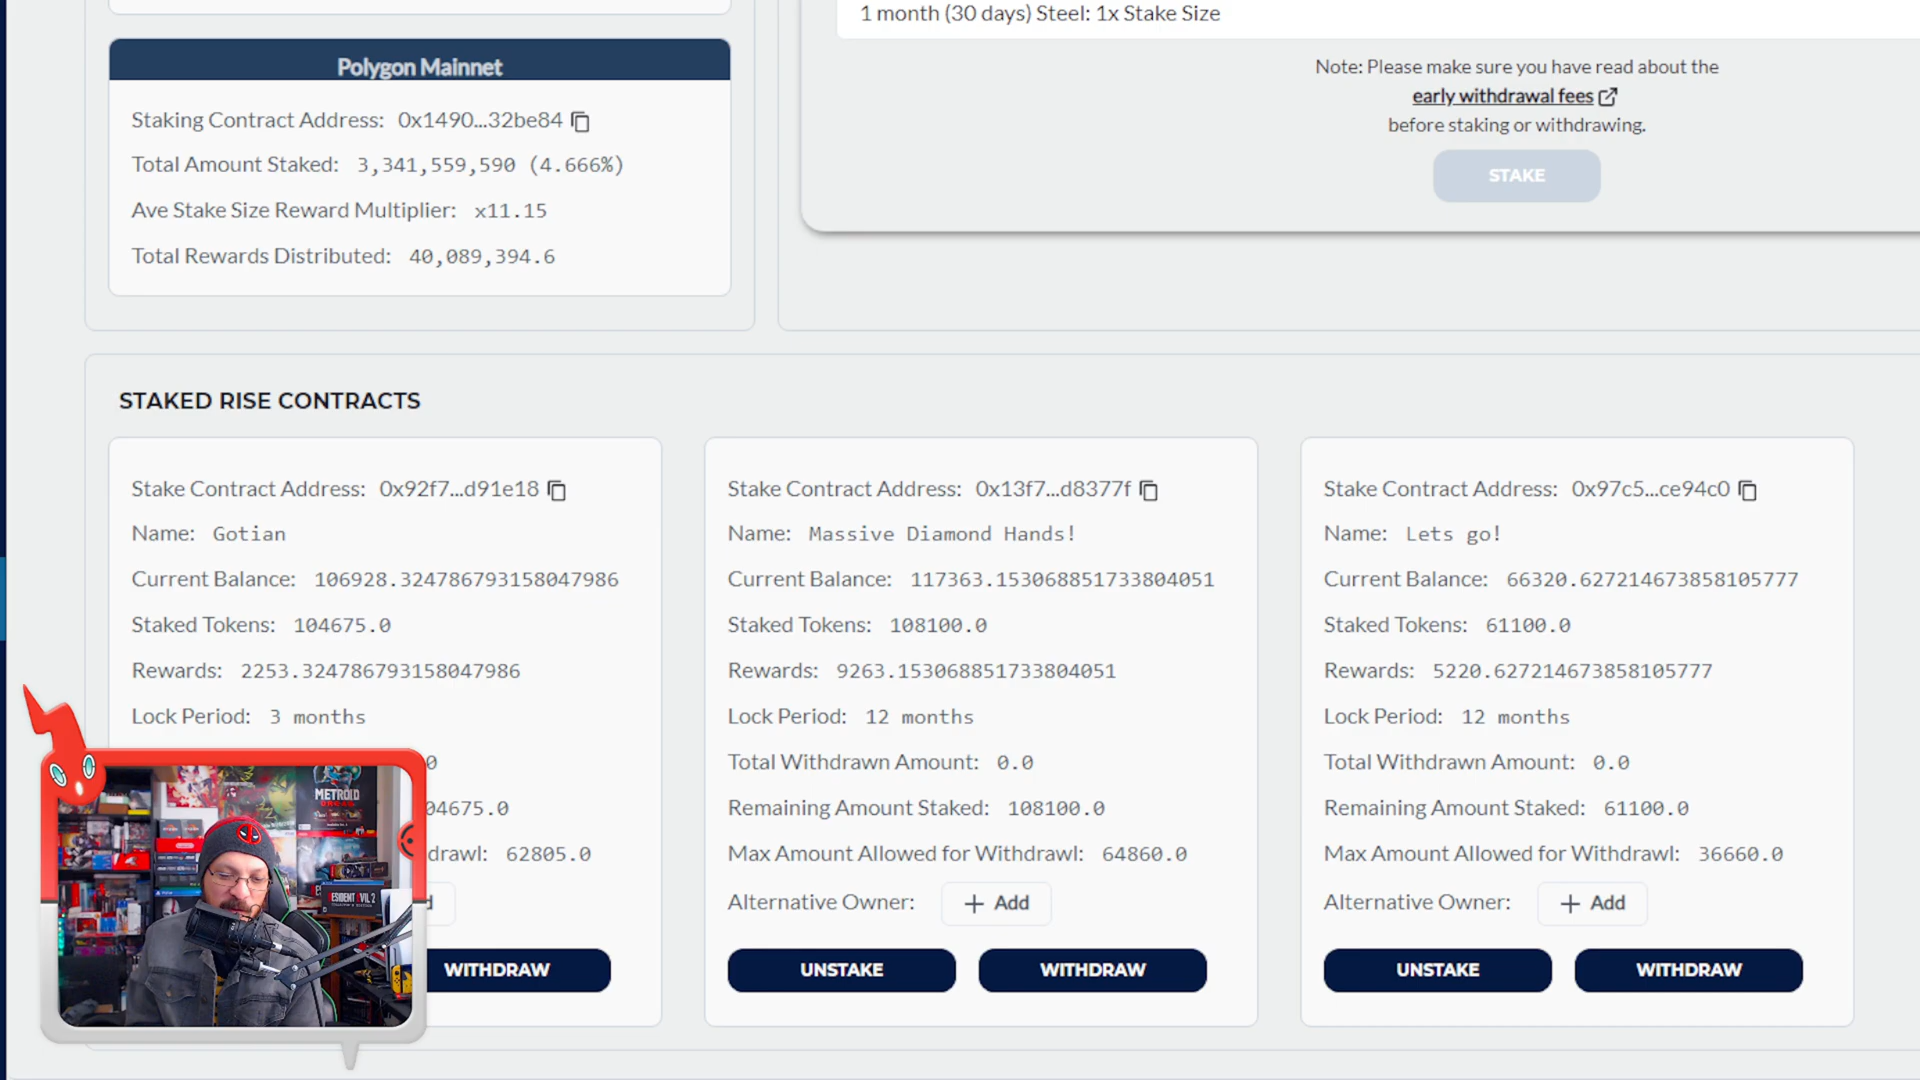 1 month (30 days) Steel: 1x Stake Size
Polygon Mainnet
Staking Contract Address: 0x1490...32be84
Total Amount Staked: 3,341,559,590 (4.666%)
Ave Stake Size Reward Multiplier: x11.15
Total Rewards Distributed: 40,089,394.6
Note: Please make sure you have read about the
early withdrawal fees
before staking or withdrawing.
STAKE
STAKED RISE CONTRACTS
Stake Contract Address: 0x92f7...d91e18
Name: Gotian
Current Balance: 106928.324786793158047986
Staked Tokens: 104675.0
Rewards: 2253.324786793158047986
Lock Period: 3 months
0
04675.0
drawl: 62805.0
d
WITHDRAW
Stake Contract Address: 0x13f7...d8377f
Name: Massive Diamond Hands!
Current Balance: 117363.153068851733804051
Staked Tokens: 108100.0
Rewards: 9263.153068851733804051
Lock Period: 12 months
Total Withdrawn Amount: 0.0
Remaining Amount Staked: 108100.0
Max Amount Allowed for Withdrawl: 64860.0
Alternative Owner: + Add
UNSTAKE WITHDRAW
Stake Contract Address: 0x97c5...ce94c0
Name: Lets go!
Current Balance: 66320.627214673858105777
Staked Tokens: 61100.0
Rewards: 5220.627214673858105777
Lock Period: 12 months
Total Withdrawn Amount: 0.0
Remaining Amount Staked: 61100.0
Max Amount Allowed for Withdrawl: 36660.0
Alternative Owner: + Add
UNSTAKE WITHDRAW
METROID
RESIDENT EVIL 2